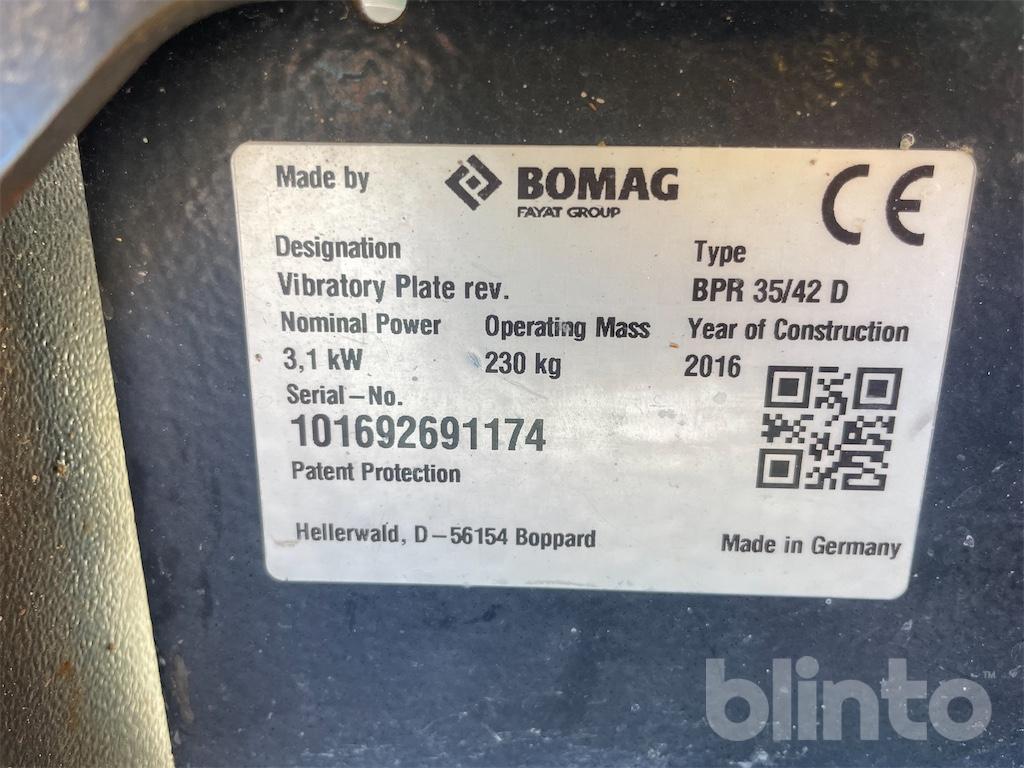 Made by
BOMAG
FAYAT GROUP
CE
Designation Type
Vibratory Plate rev. BPR 35/42 D
Nominal Power Operating Mass Year of Construction
3,1 kW 230 kg 2016
Serial-No.
101692691174
Patent Protection
Hellerwald, D-56154 Boppard Made in Germany
blinto™